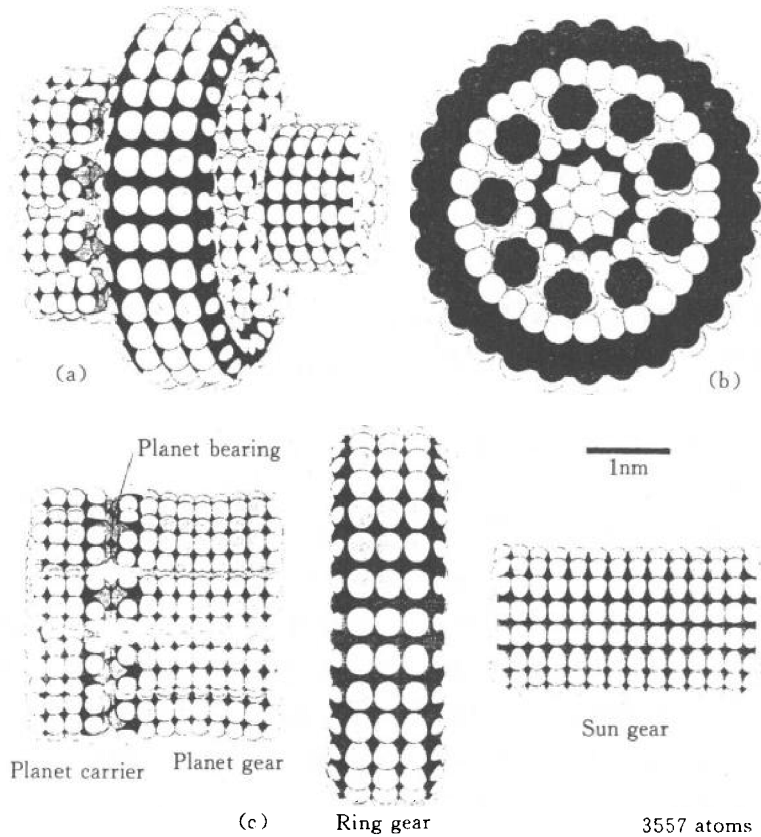 (a)
(b)
Planet bearing
1nm
Sun gear
Planet carrier
Planet gear
(c)
Ring gear
3557 atoms